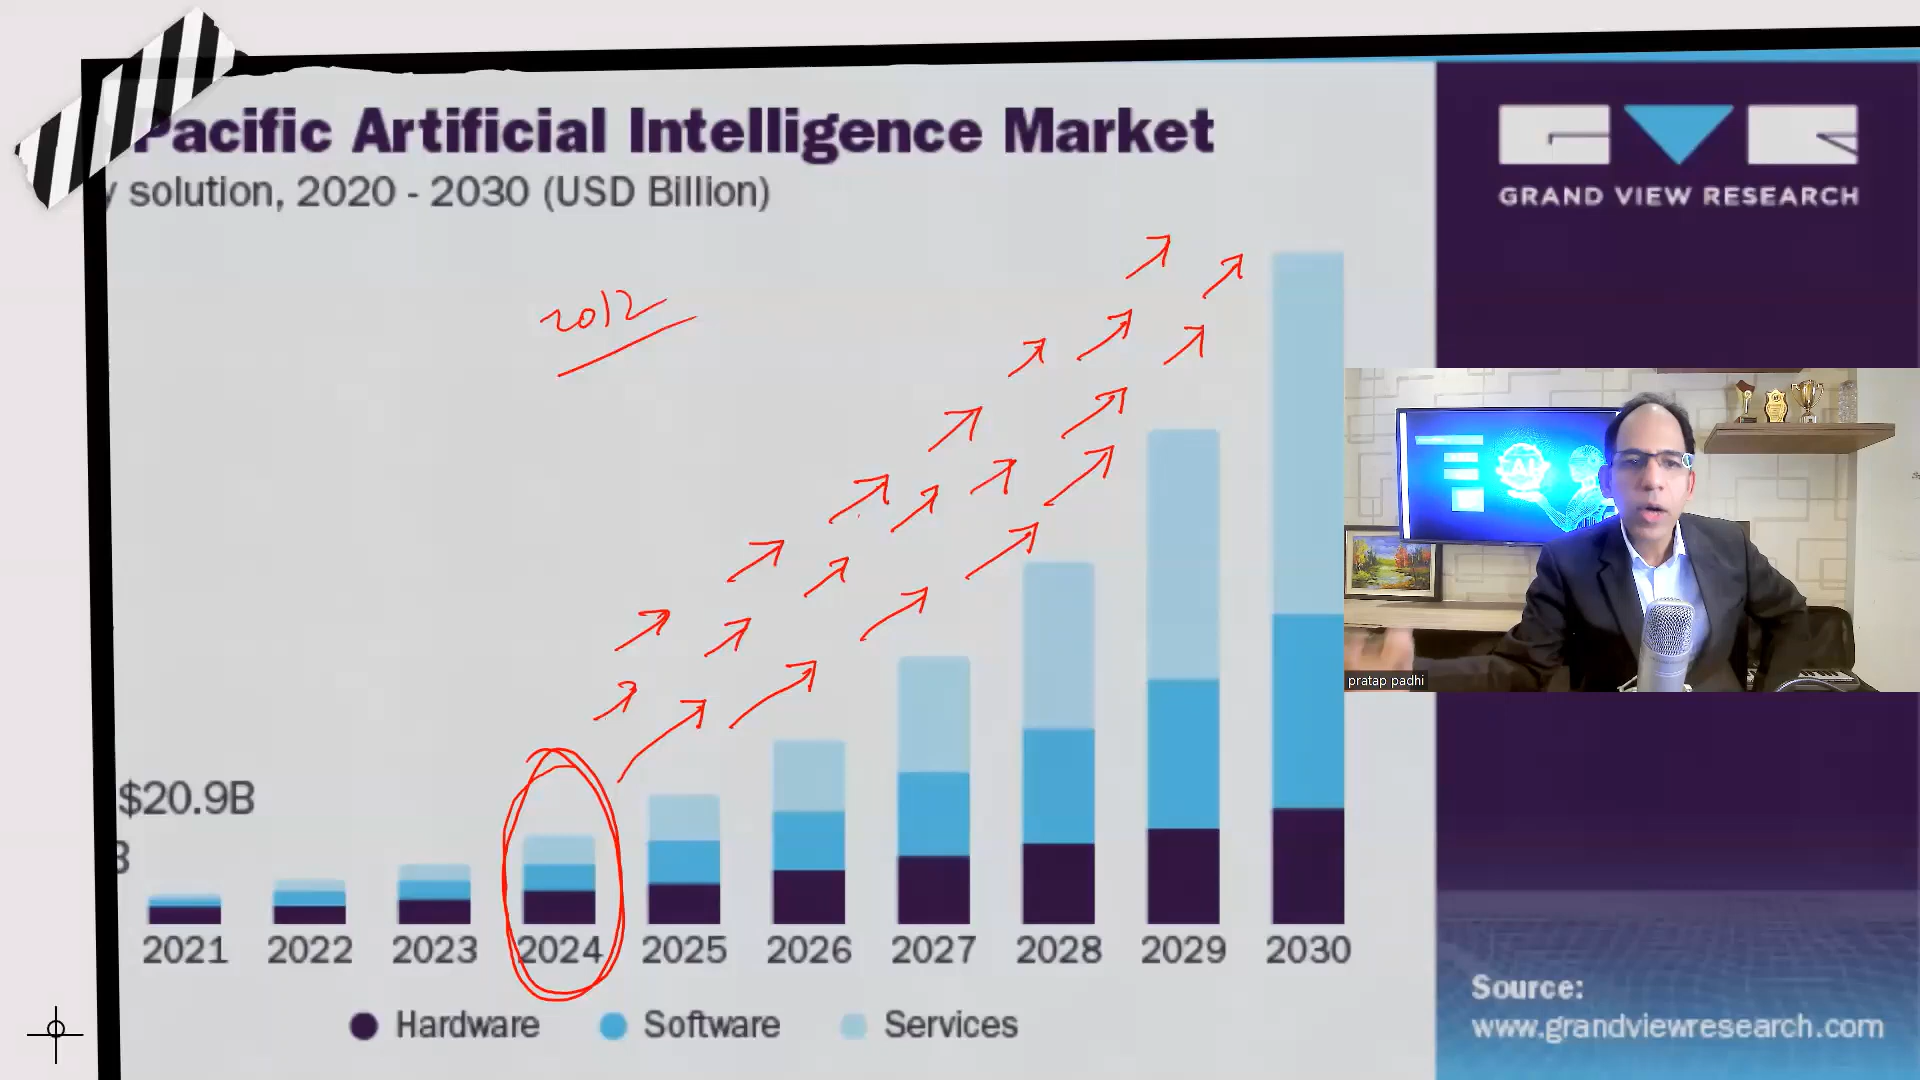 Pacific Artificial Intelligence Market
y solution, 2020 - 2030 (USD Billion)
GRAND VIEW RESEARCH
2012
AI
pratap padhi
$20.9B
B
2021 2022 2023 2024 2025 2026 2027 2028 2029 2030
Hardware Software Services
Source:
www.grandviewresearch.com